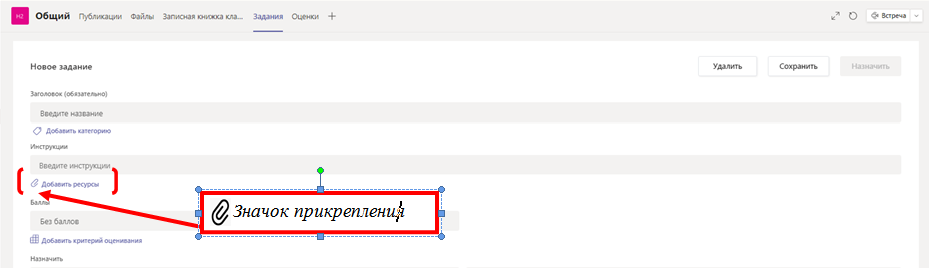 H2 Общий Публикации Файлы Записная книжка кла... Задания Оценки Встреча
Новое задание Удалить Сохранить Назначить
Заголовок (обязательно)
Введите название
Добавить категорию
Инструкции
Введите инструкции
Добавить ресурсы
Значок прикрепления
Баллы
Без баллов
Добавить критерий оценивания
Назначить